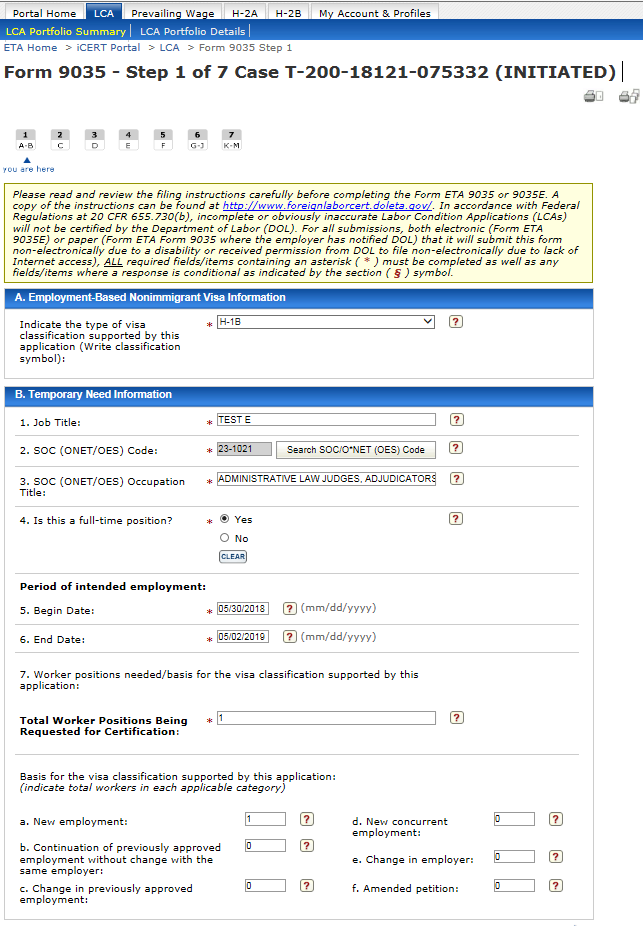 Portal Home LCA Prevailing Wage H-2A H-2B My Account & Profiles
LCA Portfolio Summary LCA Portfolio Details
ETA Home > iCERT Portal > LCA > Form 9035 Step 1
Form 9035 - Step 1 of 7 Case T-200-18121-075332 (INITIATED)
1 2 3 4 5 6 7
A-B C D E F G-J K-M
you are here
Please read and review the filing instructions carefully before completing the Form ETA 9035 or 9035E. A
copy of the instructions can be found at http://www.foreignlaborcert.doleta.gov/. In accordance with Federal
Regulations at 20 CFR 655.730(b), incomplete or obviously inaccurate Labor Condition Applications (LCAs)
will not be certified by the Department of Labor (DOL). For all submissions, both electronic (Form ETA
9035E) or paper (Form ETA Form 9035 where the employer has notified DOL) that it will submit this form
non-electronically due to a disability or received permission from DOL to file non-electronically due to lack of
Internet access), ALL required fields/items containing an asterisk ( * ) must be completed as well as any
fields/items where a response is conditional as indicated by the section ( § ) symbol.
A. Employment-Based Nonimmigrant Visa Information
Indicate the type of visa * H-1B ?
classification supported by this
application (Write classification
symbol):
B. Temporary Need Information
1. Job Title: * TEST E ?
2. SOC (ONET/OES) Code: * 23-1021 Search SOC/O*NET (OES) Code ?
3. SOC (ONET/OES) Occupation * ADMINISTRATIVE LAW JUDGES, ADJUDICATORS ?
Title:
4. Is this a full-time position? * Yes ?
No
CLEAR
Period of intended employment:
5. Begin Date: * 05/30/2018 ? (mm/dd/yyyy)
6. End Date: * 05/02/2019 ? (mm/dd/yyyy)
7. Worker positions needed/basis for the visa classification supported by this
application:
Total Worker Positions Being * 1 ?
Requested for Certification:
Basis for the visa classification supported by this application:
(indicate total workers in each applicable category)
a. New employment: 1 ?
b. Continuation of previously approved 0 ?
employment without change with the
same employer:
c. Change in previously approved 0 ?
employment:
d. New concurrent 0 ?
employment:
e. Change in employer: 0 ?
f. Amended petition: 0 ?